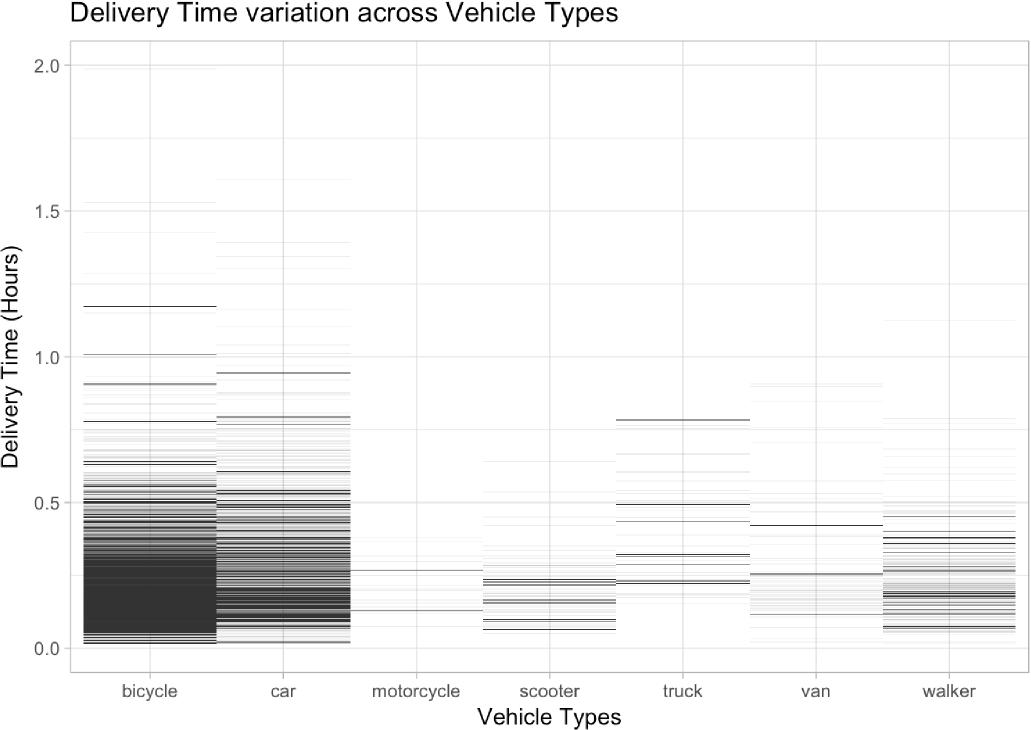 Delivery Time variation across Vehicle Types
Delivery Time (Hours)
2.0
1.5
1.0
0.5
0.0
bicycle car motorcycle scooter truck van walker
Vehicle Types